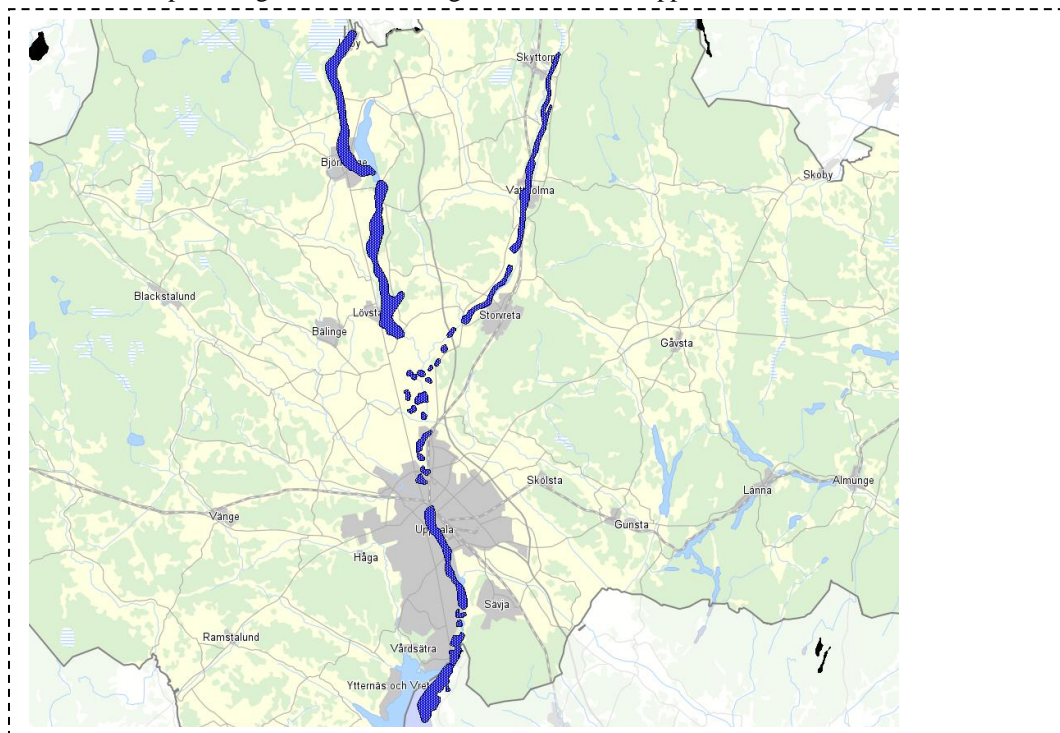 Skyttorp
Björklinge
Skoby
Vattholma
Blackstalund
Lövstal
Storvreta
Bälinge
Gåvsta
Skölsta
Länna
Almunge
Vänge
Gunsta
Uppsala
Håga
Sävja
Ramstalund
Vårdsätra
Ytternäs och Vreta